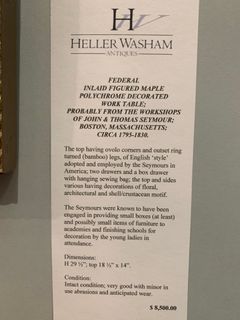 H W
HELLER WASHAM
ANTIQUES
FEDERAL
INLAID FIGURED MAPLE
POLYCHROME DECORATED
WORK TABLE;
PROBABLY FROM THE WORKSHOPS
OF JOHN & THOMAS SEYMOUR;
BOSTON, MASSACHUSETTS;
CIRCA 1795-1830.
The top having ovolo corners and outset ring
turned (bamboo) legs, of English 'style'
adopted and employed by the Seymours in
America; two drawers and a box drawer
with hanging sewing bag; the top and sides
various having decorations of floral,
architectural and shell/crustacean motif.
The Seymours were known to have been
engaged in providing small boxes (at least)
and possibly small items of furniture to
academies and finishing schools for
decoration by the young ladies in
attendance.
Dimensions:
H 29 ½"; top 18 ½" x 14".
Condition:
Intact condition; very good with minor in
use abrasions and anticipated wear.
$ 8,500.00